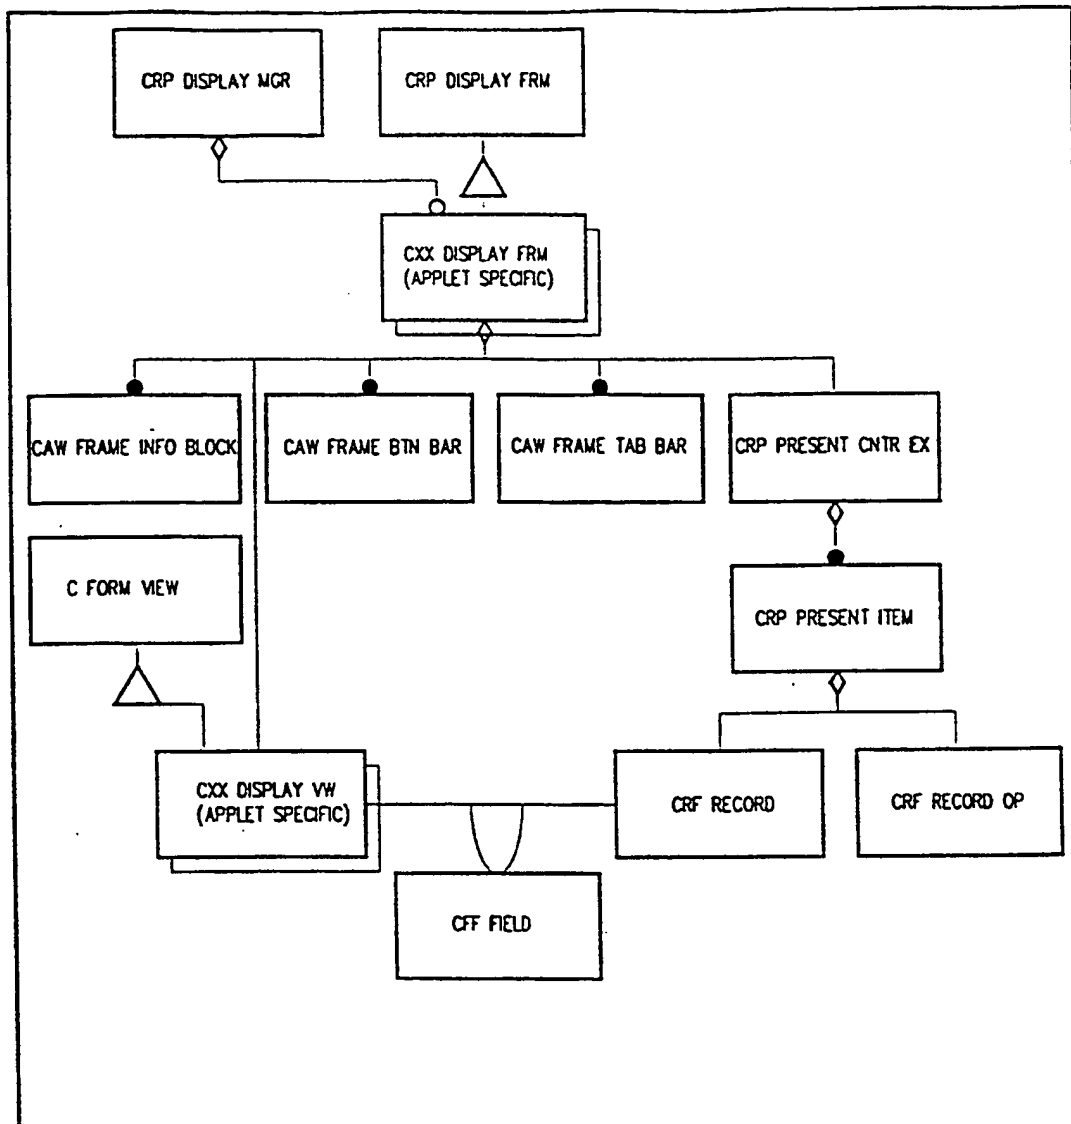 CRP DISPLAY MGR
CRP DISPLAY FRM
CXX DISPLAY FRM
(APPLET SPECIFIC)
CAW FRAME INFO BLOCK
CAW FRAME BTN BAR
CAW FRAME TAB BAR
CRP PRESENT CNTR EX
C FORM VIEW
CRP PRESENT ITEM
CXX DISPLAY VW
(APPLET SPECIFIC)
CRF RECORD
CRF RECORD OP
CFF FIELD